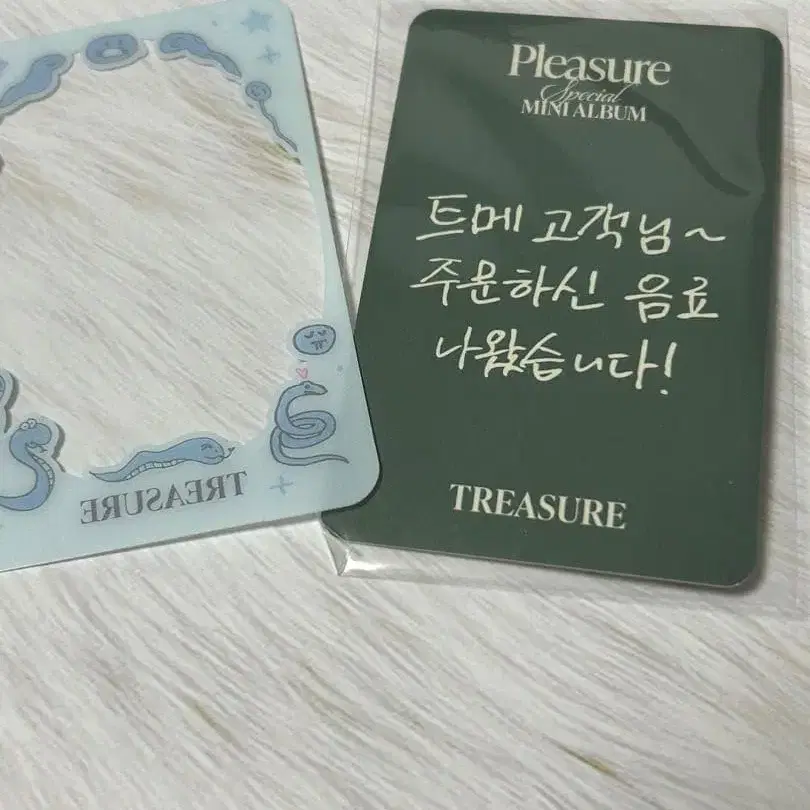 Pleasure
Special
MINI ALBUM
트메 고객님~
주문하신 음료
나왔습니다!
TREASURE
TREASURE